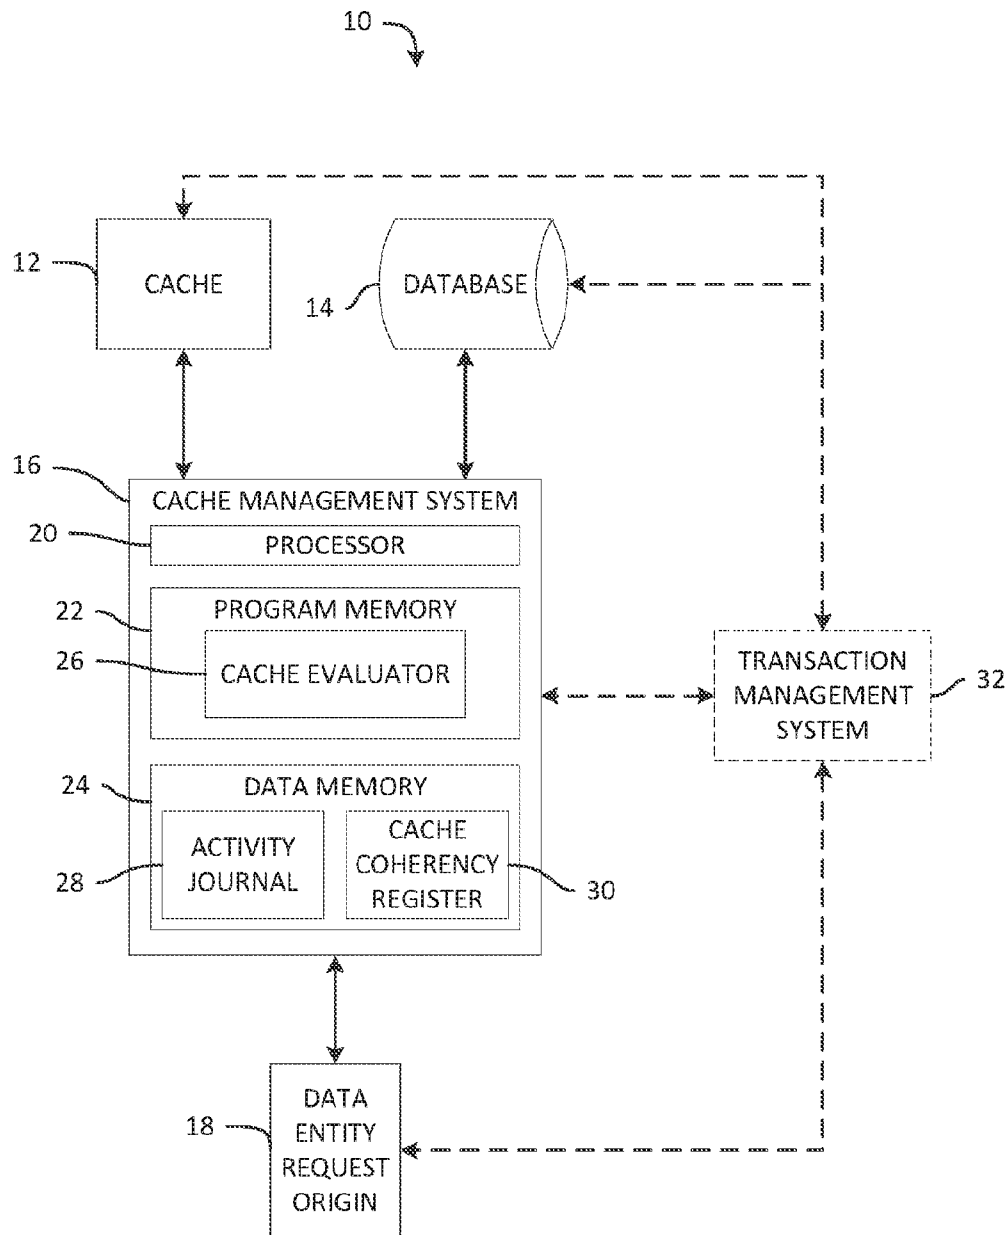 10
12
CACHE
14
DATABASE
16
CACHE MANAGEMENT SYSTEM
20
PROCESSOR
22
PROGRAM MEMORY
26
CACHE EVALUATOR
TRANSACTION
MANAGEMENT
SYSTEM
32
24
DATA MEMORY
28
ACTIVITY
JOURNAL
CACHE
COHERENCY
REGISTER
30
18
DATA
ENTITY
REQUEST
ORIGIN